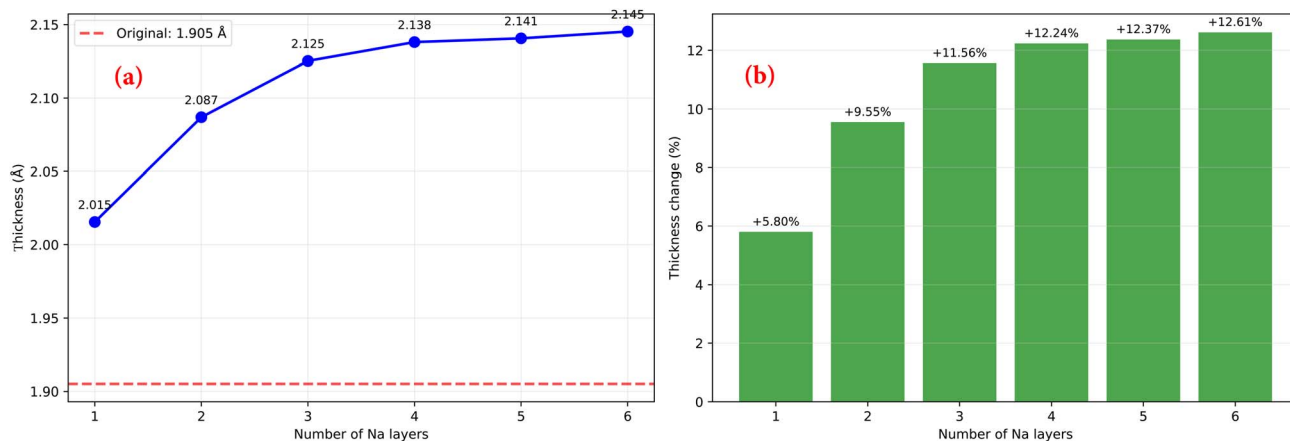 2.15
2.10
2.05
2.00
1.95
1.90
Thickness (Å)
Original: 1.905 Å
(a)
2.015
2.087
2.125
2.138
2.141
2.145
1 2 3 4 5 6
Number of Na layers
12
10
8
6
4
2
0
Thickness change (%)
(b)
+5.80%
+9.55%
+11.56%
+12.24%
+12.37%
+12.61%
1 2 3 4 5 6
Number of Na layers